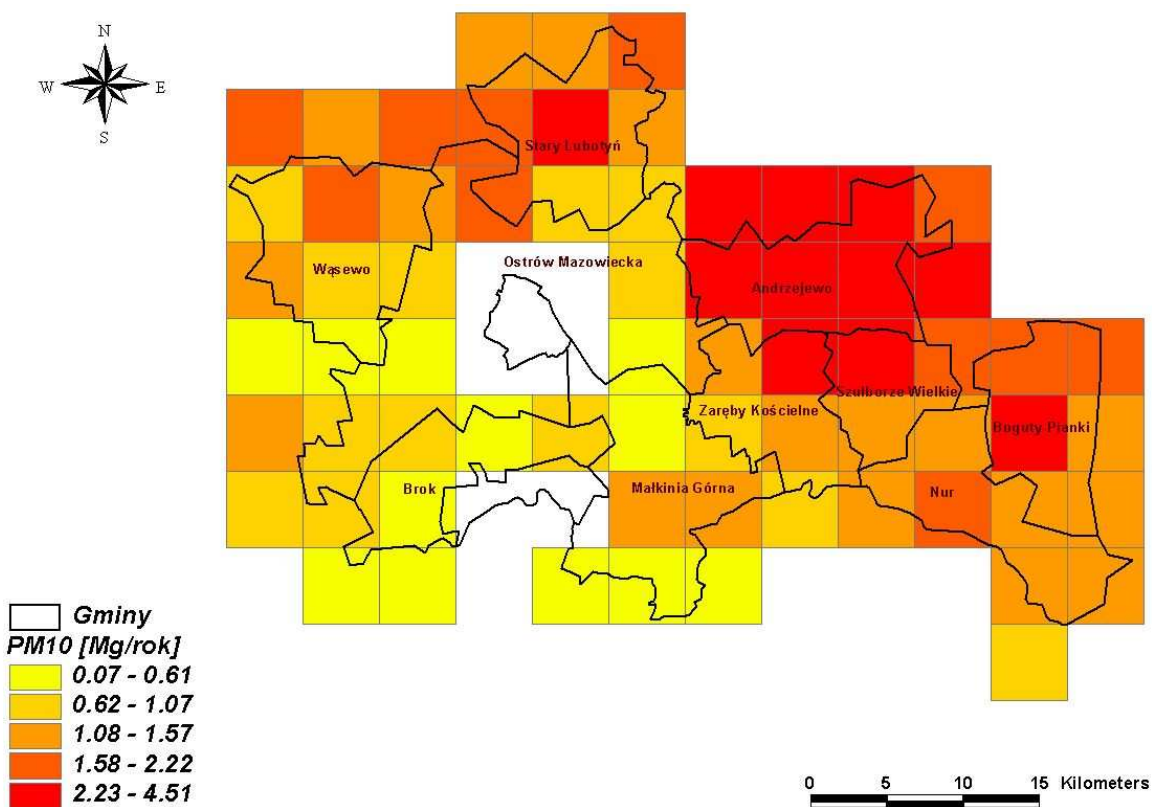 N
W E
S
Stary Lubotyń
Ostrów Mazowiecka
Wąsewo
Andrzejewo
Szulborze Wielkie
Zaręby Kościelne
Boguty Pianki
Brok
Małkinia Górna
Nur
Gminy
PM10 [Mg/rok]
0.07 - 0.61
0.62 - 1.07
1.08 - 1.57
1.58 - 2.22
2.23 - 4.51
0 5 10 15 Kilometers